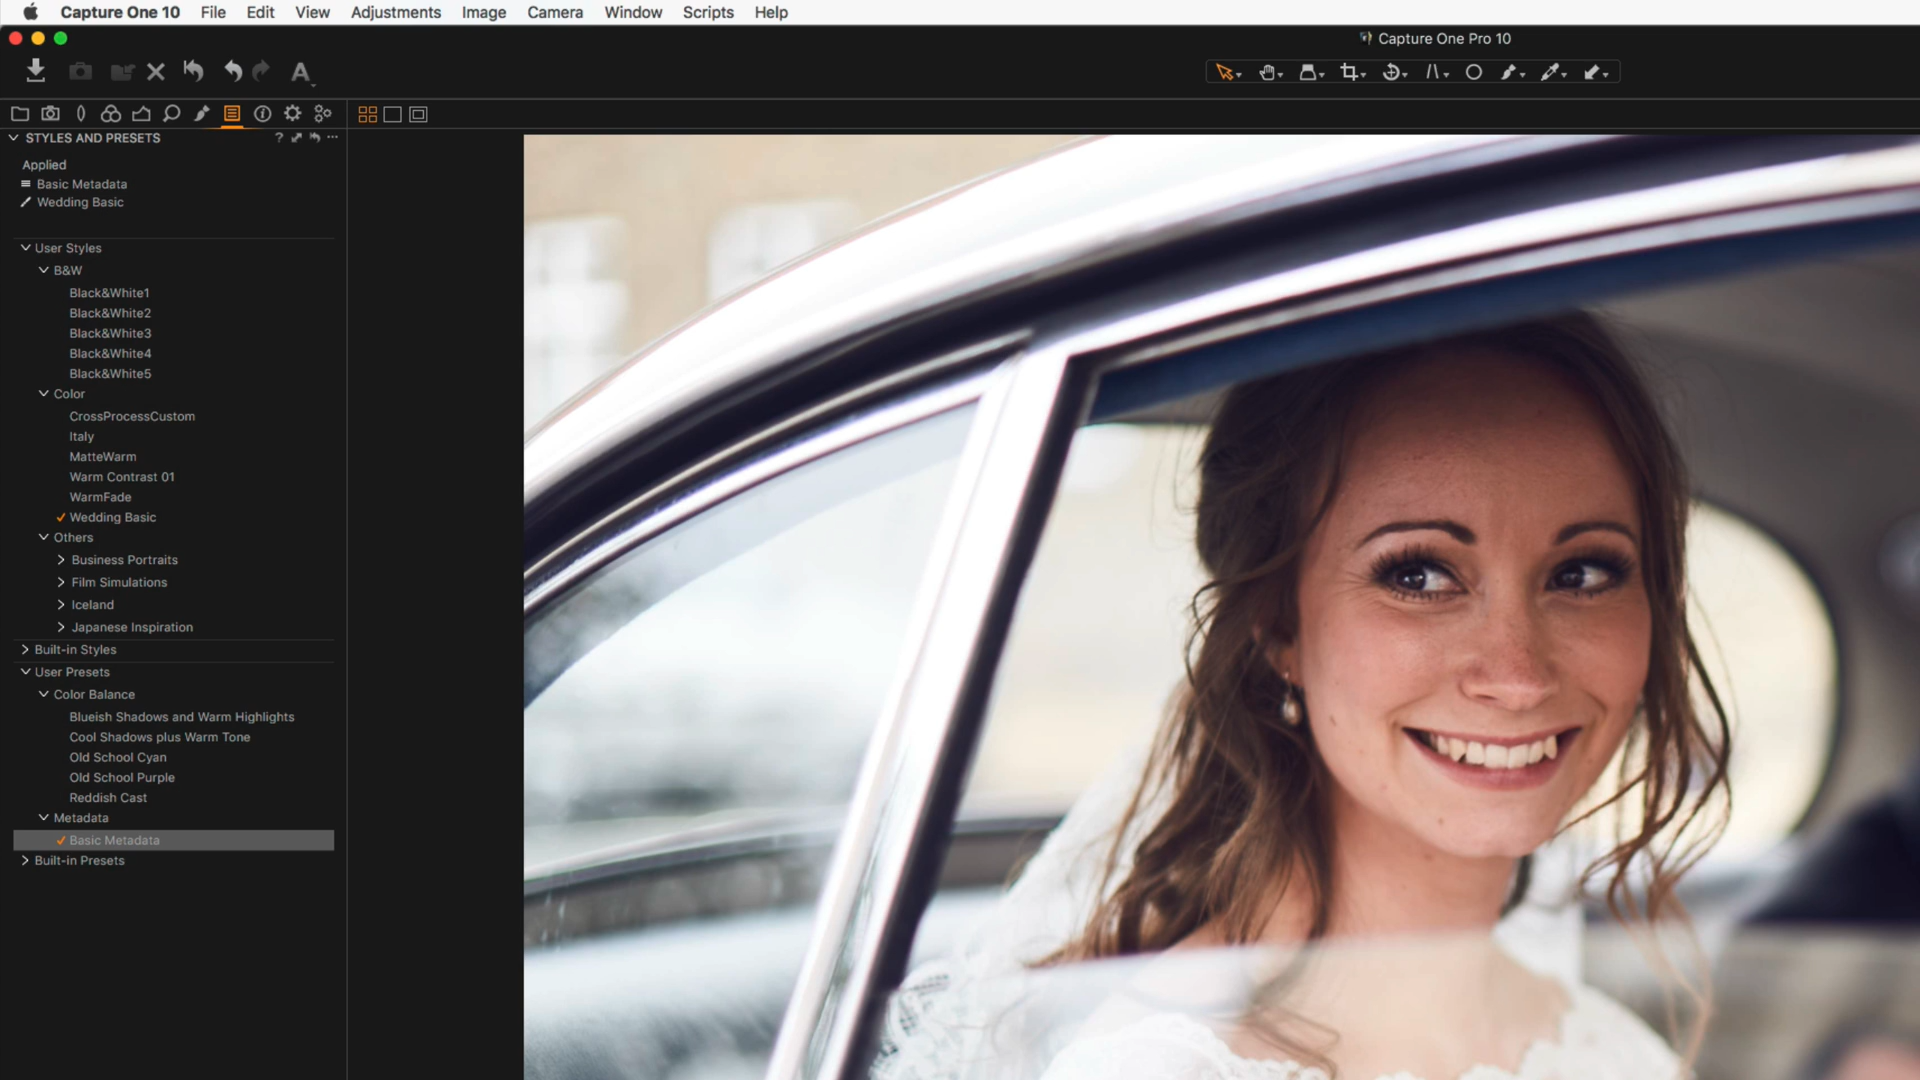 Capture One 10 File Edit View Adjustments Image Camera Window Scripts Help
Capture One Pro 10
A
STYLES AND PRESETS ? ...
Applied
Basic Metadata
Wedding Basic
User Styles
B&W
Black&White1
Black&White2
Black&White3
Black&White4
Black&White5
Color
CrossProcessCustom
Italy
MatteWarm
Warm Contrast 01
WarmFade
Wedding Basic
Others
Business Portraits
Film Simulations
Iceland
Japanese Inspiration
Built-in Styles
User Presets
Color Balance
Blueish Shadows and Warm Highlights
Cool Shadows plus Warm Tone
Old School Cyan
Old School Purple
Reddish Cast
Metadata
Basic Metadata
Built-in Presets